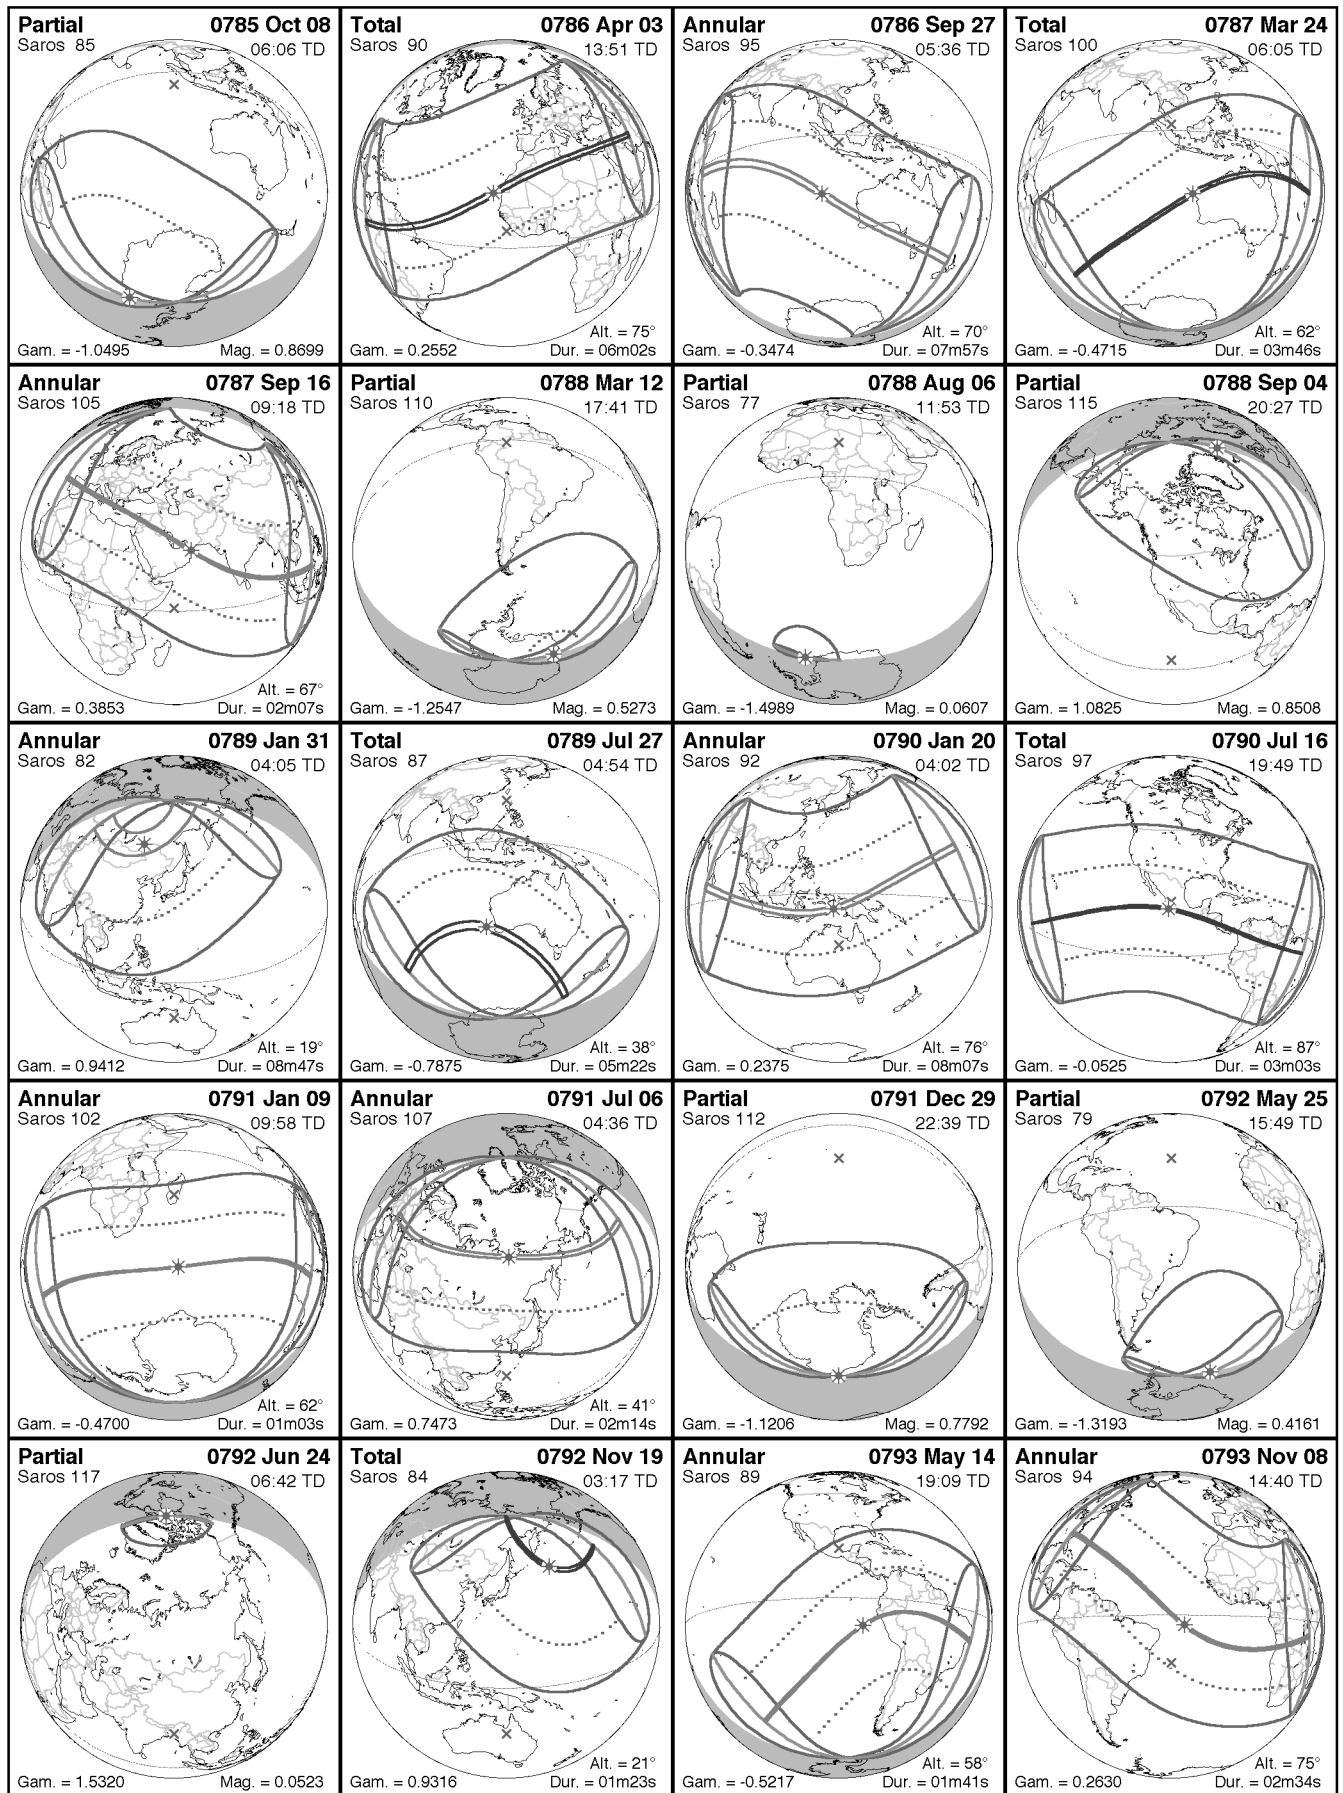 Partial 0785 Oct 08
Saros 85 06:06 TD
Gam. = -1.0495 Mag. = 0.8699
Total 0786 Apr 03
Saros 90 13:51 TD
Alt. = 75°
Gam. = 0.2552 Dur. = 06m02s
Annular 0786 Sep 27
Saros 95 05:36 TD
Alt. = 70°
Gam. = -0.3474 Dur. = 07m57s
Total 0787 Mar 24
Saros 100 06:05 TD
Alt. = 62°
Gam. = -0.4715 Dur. = 03m46s
Annular 0787 Sep 16
Saros 105 09:18 TD
Alt. = 67°
Gam. = 0.3853 Dur. = 02m07s
Partial 0788 Mar 12
Saros 110 17:41 TD
Gam. = -1.2547 Mag. = 0.5273
Partial 0788 Aug 06
Saros 77 11:53 TD
Gam. = -1.4989 Mag. = 0.0607
Partial 0788 Sep 04
Saros 115 20:27 TD
Gam. = 1.0825 Mag. = 0.8508
Annular 0789 Jan 31
Saros 82 04:05 TD
Alt. = 19°
Gam. = 0.9412 Dur. = 08m47s
Total 0789 Jul 27
Saros 87 04:54 TD
Alt. = 38°
Gam. = -0.7875 Dur. = 05m22s
Annular 0790 Jan 20
Saros 92 04:02 TD
Alt. = 76°
Gam. = 0.2375 Dur. = 08m07s
Total 0790 Jul 16
Saros 97 19:49 TD
Alt. = 87°
Gam. = -0.0525 Dur. = 03m03s
Annular 0791 Jan 09
Saros 102 09:58 TD
Alt. = 62°
Gam. = -0.4700 Dur. = 01m03s
Annular 0791 Jul 06
Saros 107 04:36 TD
Alt. = 41°
Gam. = 0.7473 Dur. = 02m14s
Partial 0791 Dec 29
Saros 112 22:39 TD
Gam. = -1.1206 Mag. = 0.7792
Partial 0792 May 25
Saros 79 15:49 TD
Gam. = -1.3193 Mag. = 0.4161
Partial 0792 Jun 24
Saros 117 06:42 TD
Gam. = 1.5320 Mag. = 0.0523
Total 0792 Nov 19
Saros 84 03:17 TD
Alt. = 21°
Gam. = 0.9316 Dur. = 01m23s
Annular 0793 May 14
Saros 89 19:09 TD
Alt. = 58°
Gam. = -0.5217 Dur. = 01m41s
Annular 0793 Nov 08
Saros 94 14:40 TD
Alt. = 75°
Gam. = 0.2630 Dur. = 02m34s